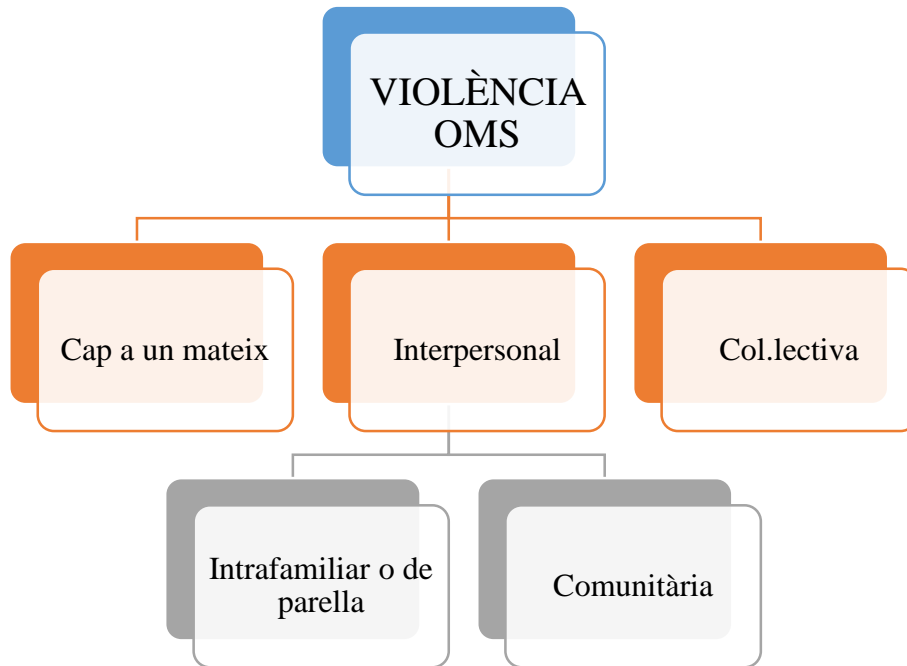 VIOLÈNCIA
OMS
Cap a un mateix
Interpersonal
Col.lectiva
Intrafamiliar o de
parella
Comunitària